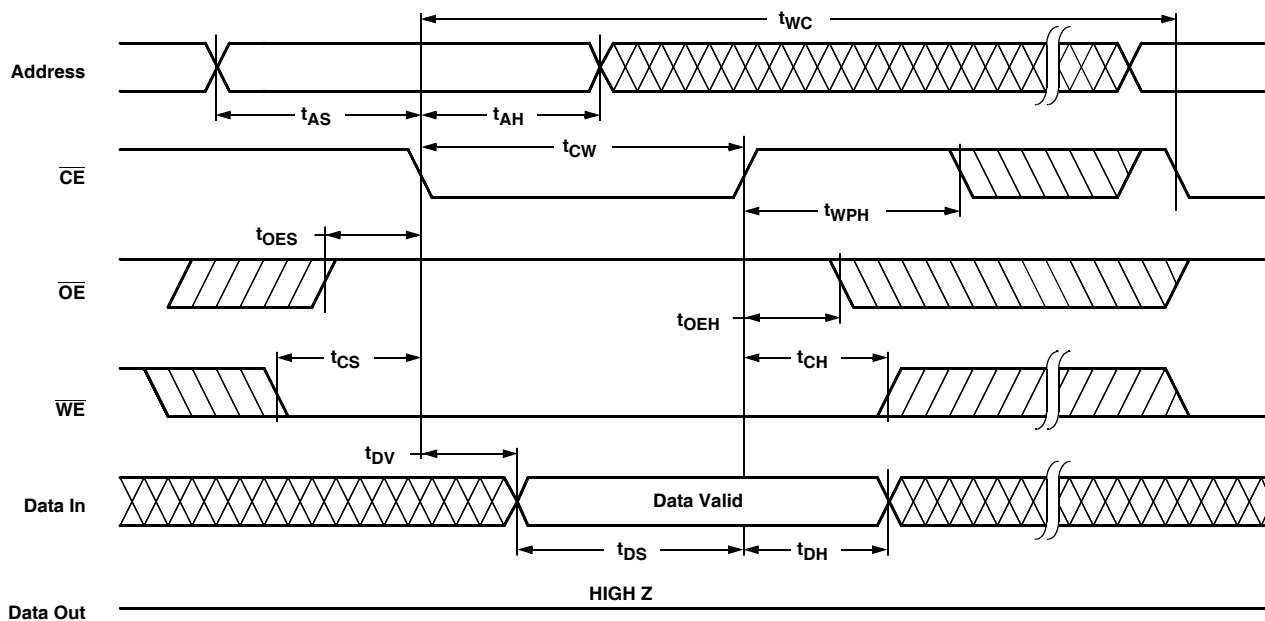 tWC
Address
tAS
tAH
tCW
CE
tWPH
tOES
OE
tOEH
tCS
tCH
WE
tDV
Data In
Data Valid
tDS
tDH
HIGH Z
Data Out